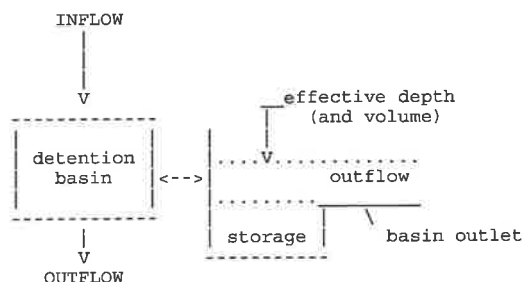 INFLOW
V
effective depth
(and volume)
V
detention
basin
<-->
outflow
storage
basin outlet
V
OUTFLOW